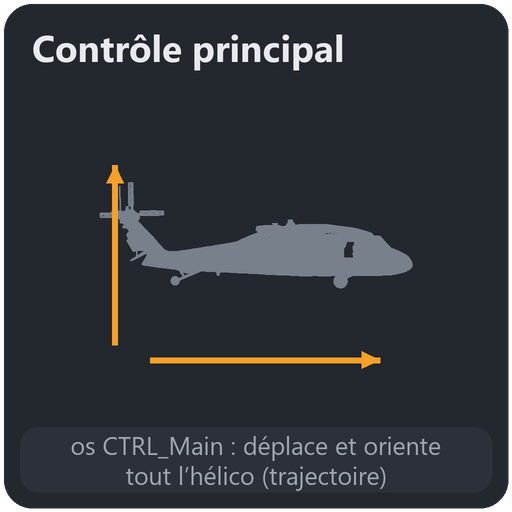 Contrôle principal
os CTRL_Main : déplace et oriente
tout l’hélico (trajectoire)